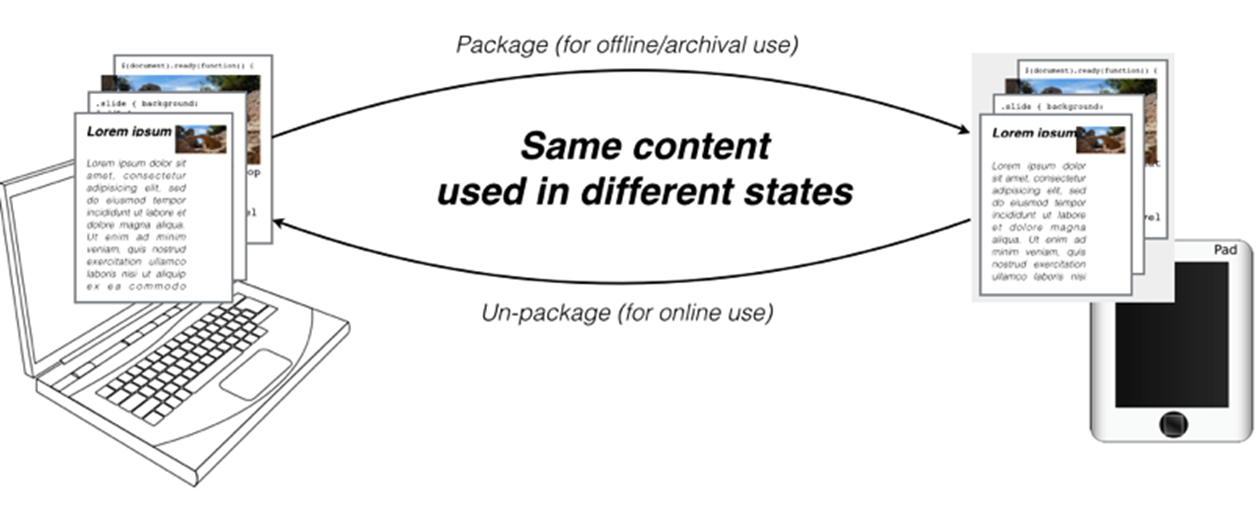 Package (for offline/archival use)
$(document).ready(function() {
.slide { background:
Lorem ipsum
Lorem ipsum dolor sit
amet, consectetur
adipisicing elit, sed
do eiusmod tempor
incididunt ut labore et
dolore magna aliqua.
Ut enim ad minim
veniam, quis nostrud
exercitation ullamco
laboris nisi ut aliquip
ex ea commodo
op
el
Same content
used in different states
Un-package (for online use)
$(document).ready(function() {
.slide { background:
Lorem ipsum
Lorem ipsum dolor
sit amet, consectetur
adipisicing elit, sed
do eiusmod tempor
incididunt ut labore
et dolore magna
aliqua. Ut enim ad
minim veniam, quis
nostrud exercitation
ullamco laboris nisi
vel
Pad